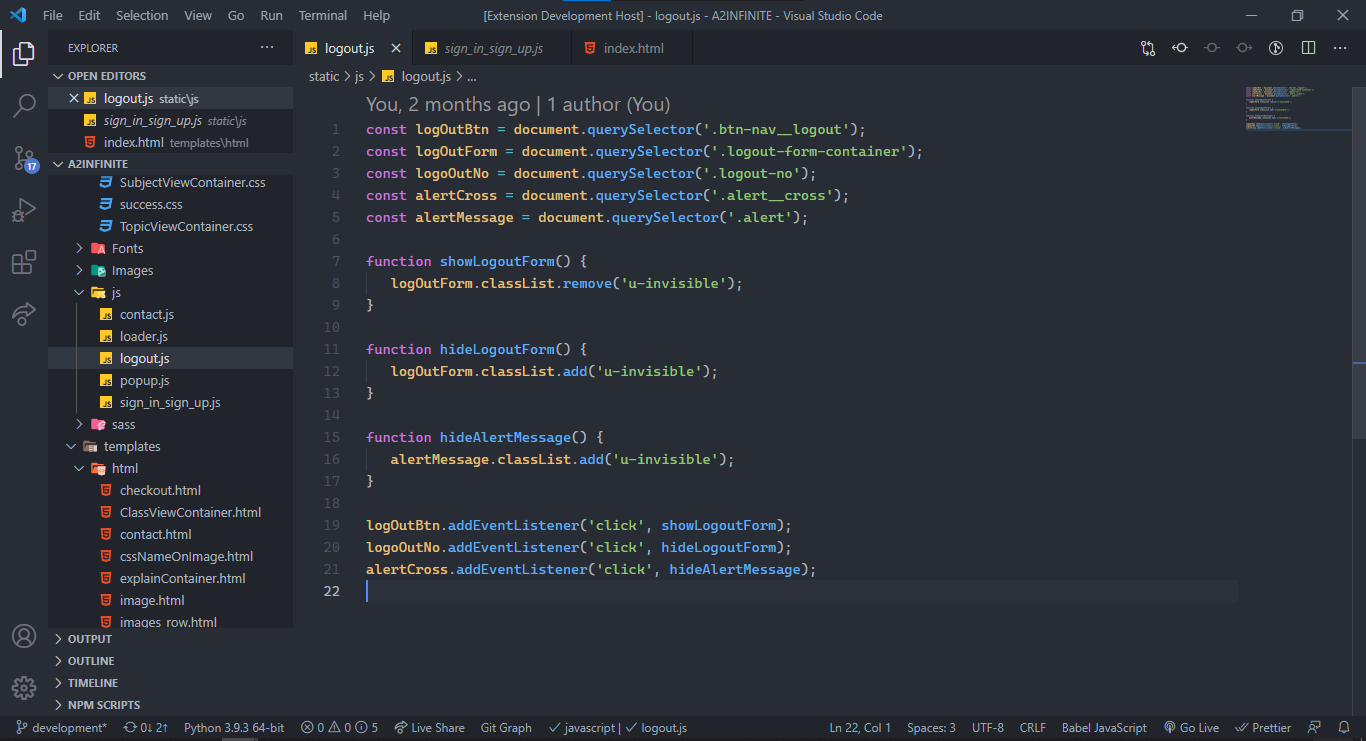 File Edit Selection View Go Run Terminal Help [Extension Development Host] - logout.js - A2INFINITE - Visual Studio Code
EXPLORER
OPEN EDITORS
logout.js static\js
sign_in_sign_up.js static\js
index.html templates\html
A2INFINITE
SubjectViewContainer.css
success.css
TopicViewContainer.css
Fonts
Images
js
contact.js
loader.js
logout.js
popup.js
sign_in_sign_up.js
sass
templates
html
checkout.html
ClassViewContainer.html
contact.html
cssNameOnImage.html
explainContainer.html
image.html
images_row.html
OUTPUT
OUTLINE
TIMELINE
NPM SCRIPTS
17
logout.js sign_in_sign_up.js index.html
static > js > logout.js > ...
You, 2 months ago | 1 author (You)
1 const logOutBtn = document.querySelector('.btn-nav__logout');
2 const logOutForm = document.querySelector('.logout-form-container');
3 const logoOutNo = document.querySelector('.logout-no');
4 const alertCross = document.querySelector('.alert__cross');
5 const alertMessage = document.querySelector('.alert');
6
7 function showLogoutForm() {
8 logOutForm.classList.remove('u-invisible');
9 }
10
11 function hideLogoutForm() {
12 logOutForm.classList.add('u-invisible');
13 }
14
15 function hideAlertMessage() {
16 alertMessage.classList.add('u-invisible');
17 }
18
19 logOutBtn.addEventListener('click', showLogoutForm);
20 logoOutNo.addEventListener('click', hideLogoutForm);
21 alertCross.addEventListener('click', hideAlertMessage);
22
development* 0↓ 2↑ Python 3.9.3 64-bit 0 0 5 Live Share Git Graph javascript | logout.js Ln 22, Col 1 Spaces: 3 UTF-8 CRLF Babel JavaScript Go Live Prettier